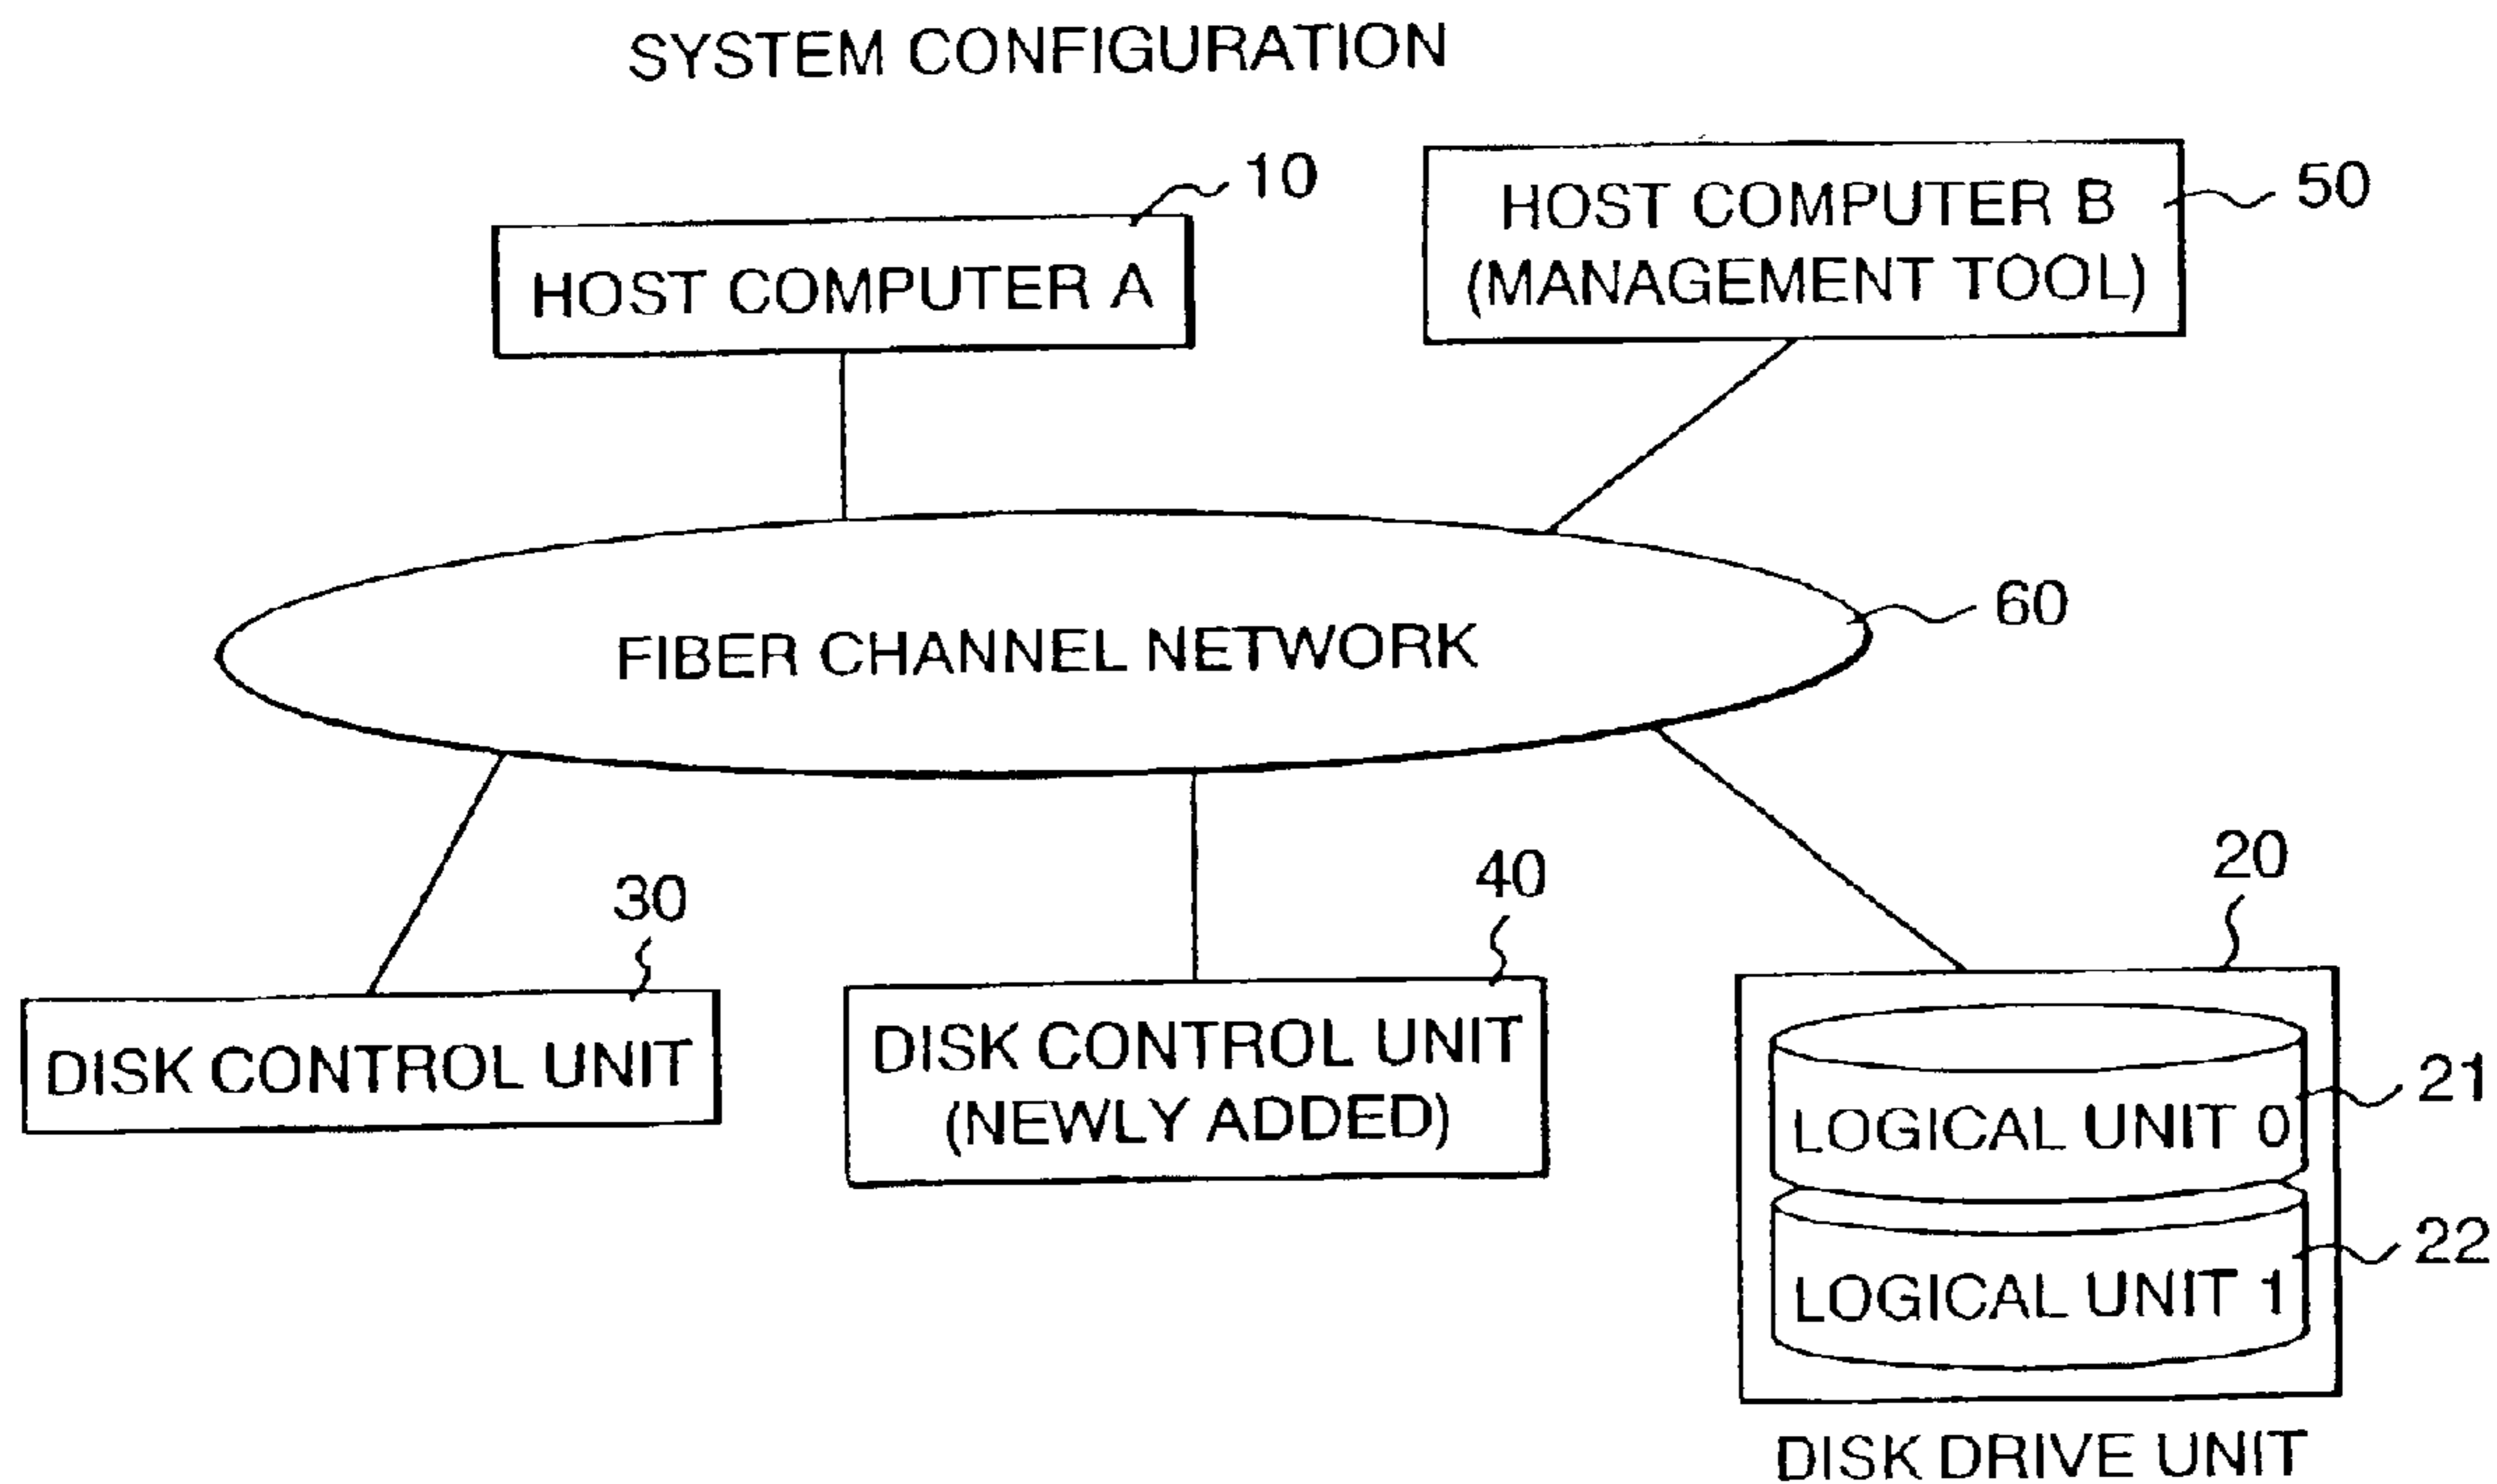 SYSTEM CONFIGURATION
10
HOST COMPUTER A
HOST COMPUTER B
(MANAGEMENT TOOL)
50
FIBER CHANNEL NETWORK
60
30
DISK CONTROL UNIT
40
DISK CONTROL UNIT
(NEWLY ADDED)
20
LOGICAL UNIT 0
21
LOGICAL UNIT 1
22
DISK DRIVE UNIT